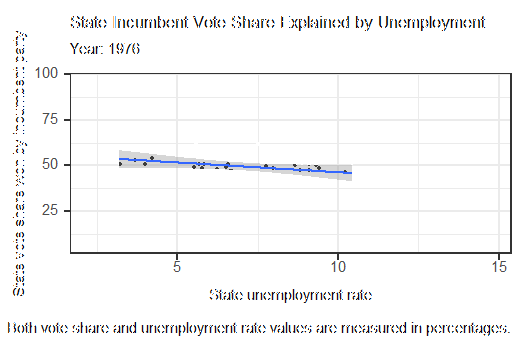 State Incumbent Vote Share Explained by Unemployment
Year: 1976
State vote share won by incumbent party
100
75
50
25
5
10
15
State unemployment rate
Both vote share and unemployment rate values are measured in percentages.